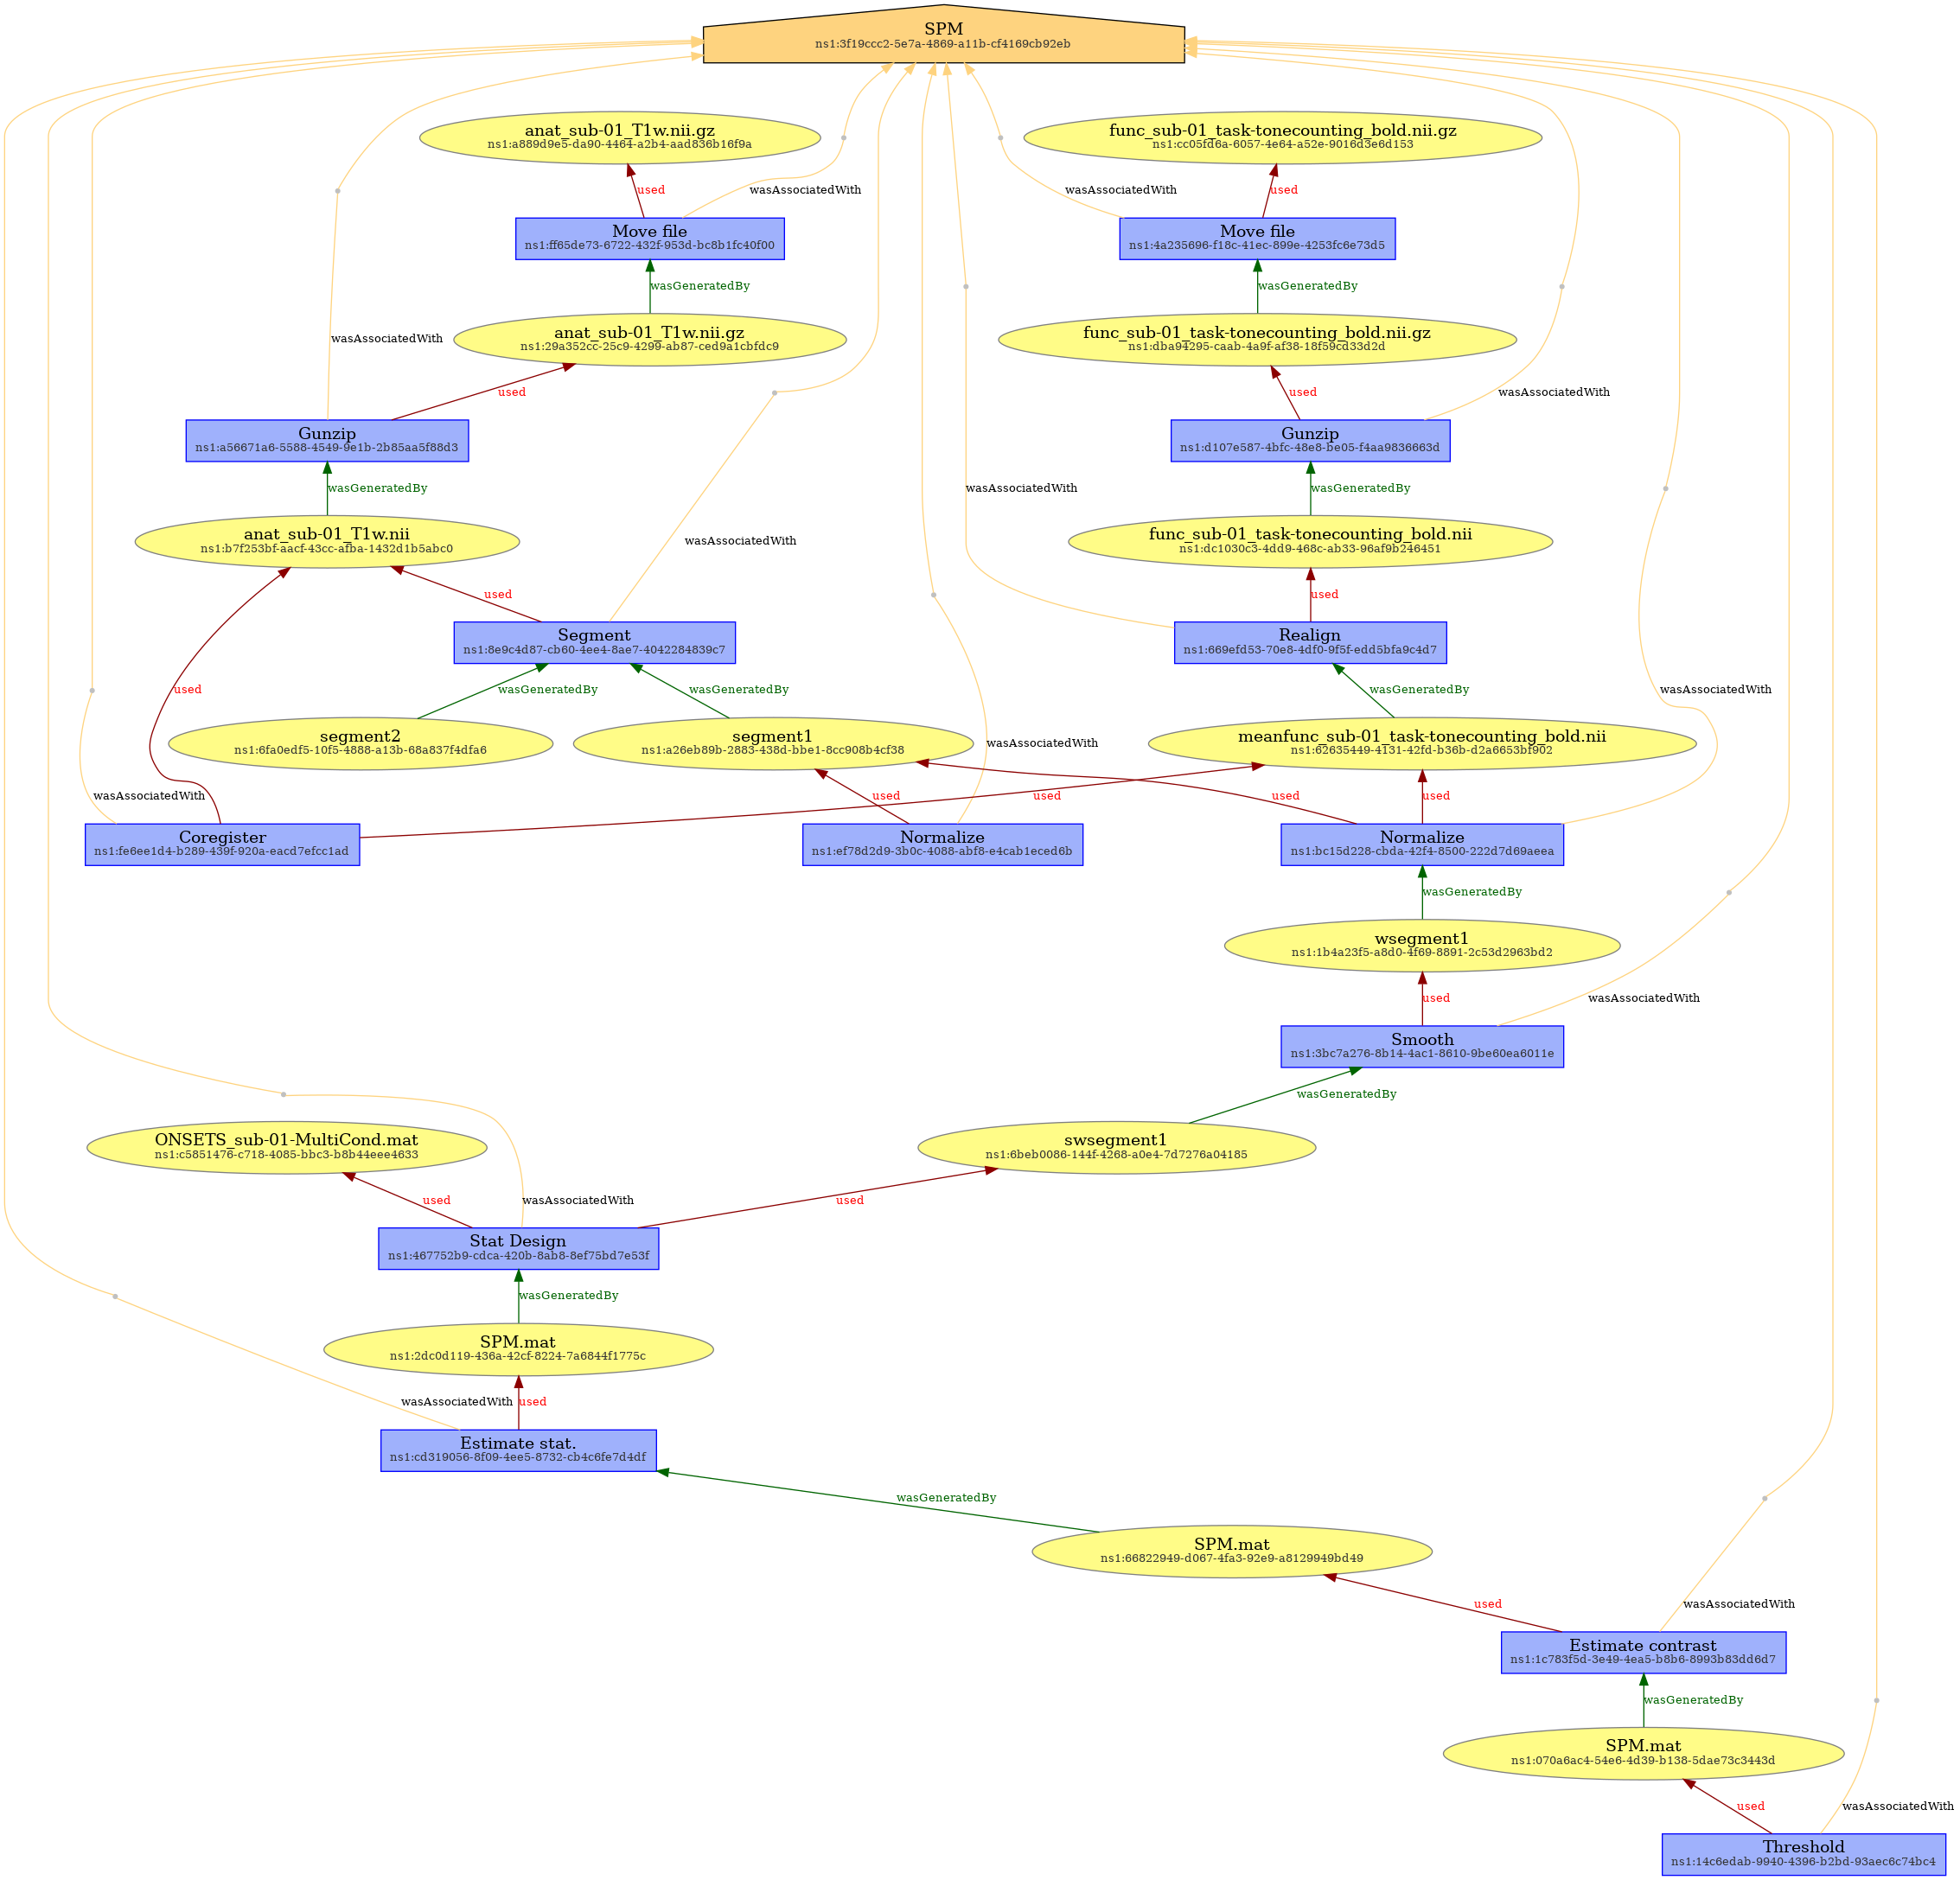 SPM
ns1:3f19ccc2-5e7a-4869-a11b-cf4169cb92eb
anat_sub-01_T1w.nii.gz
ns1:a889d9e5-da90-4464-a2b4-aad836b16f9a
func_sub-01_task-tonecounting_bold.nii.gz
ns1:cc05fd6a-6057-4e64-a52e-9016d3e6d153
used
wasAssociatedWith
wasAssociatedWith
used
Move file
ns1:ff65de73-6722-432f-953d-bc8b1fc40f00
Move file
ns1:4a235696-f18c-41ec-899e-4253fc6e73d5
wasGeneratedBy
wasGeneratedBy
wasAssociatedWith
anat_sub-01_T1w.nii.gz
ns1:29a352cc-25c9-4299-ab87-ced9a1cbfdc9
func_sub-01_task-tonecounting_bold.nii.gz
ns1:dba94295-caab-4a9f-af38-18f59cd33d2d
used
used
wasAssociatedWith
Gunzip
ns1:a56671a6-5588-4549-9e1b-2b85aa5f88d3
Gunzip
ns1:d107e587-4bfc-48e8-be05-f4aa9836663d
wasGeneratedBy
wasAssociatedWith
wasGeneratedBy
anat_sub-01_T1w.nii
ns1:b7f253bf-aacf-43cc-afba-1432d1b5abc0
wasAssociatedWith
func_sub-01_task-tonecounting_bold.nii
ns1:dc1030c3-4dd9-468c-ab33-96af9b246451
used
used
Segment
ns1:8e9c4d87-cb60-4ee4-8ae7-4042284839c7
Realign
ns1:669efd53-70e8-4df0-9f5f-edd5bfa9c4d7
used
wasGeneratedBy
wasGeneratedBy
wasGeneratedBy
wasAssociatedWith
segment2
ns1:6fa0edf5-10f5-4888-a13b-68a837f4dfa6
segment1
ns1:a26eb89b-2883-438d-bbe1-8cc908b4cf38
wasAssociatedWith
meanfunc_sub-01_task-tonecounting_bold.nii
ns1:62635449-4131-42fd-b36b-d2a6653bf902
wasAssociatedWith
used
used
used
used
Coregister
ns1:fe6ee1d4-b289-439f-920a-eacd7efcc1ad
Normalize
ns1:ef78d2d9-3b0c-4088-abf8-e4cab1eced6b
Normalize
ns1:bc15d228-cbda-42f4-8500-222d7d69aeea
wasGeneratedBy
wsegment1
ns1:1b4a23f5-a8d0-4f69-8891-2c53d2963bd2
used
wasAssociatedWith
Smooth
ns1:3bc7a276-8b14-4ac1-8610-9be60ea6011e
wasGeneratedBy
ONSETS_sub-01-MultiCond.mat
ns1:c5851476-c718-4085-bbc3-b8b44eee4633
swsegment1
ns1:6beb0086-144f-4268-a0e4-7d7276a04185
used
wasAssociatedWith
used
Stat Design
ns1:467752b9-cdca-420b-8ab8-8ef75bd7e53f
wasGeneratedBy
SPM.mat
ns1:2dc0d119-436a-42cf-8224-7a6844f1775c
wasAssociatedWith
used
Estimate stat.
ns1:cd319056-8f09-4ee5-8732-cb4c6fe7d4df
wasGeneratedBy
SPM.mat
ns1:66822949-d067-4fa3-92e9-a8129949bd49
used
wasAssociatedWith
Estimate contrast
ns1:1c783f5d-3e49-4ea5-b8b6-8993b83dd6d7
wasGeneratedBy
SPM.mat
ns1:070a6ac4-54e6-4d39-b138-5dae73c3443d
used
wasAssociatedWith
Threshold
ns1:14c6edab-9940-4396-b2bd-93aec6c74bc4